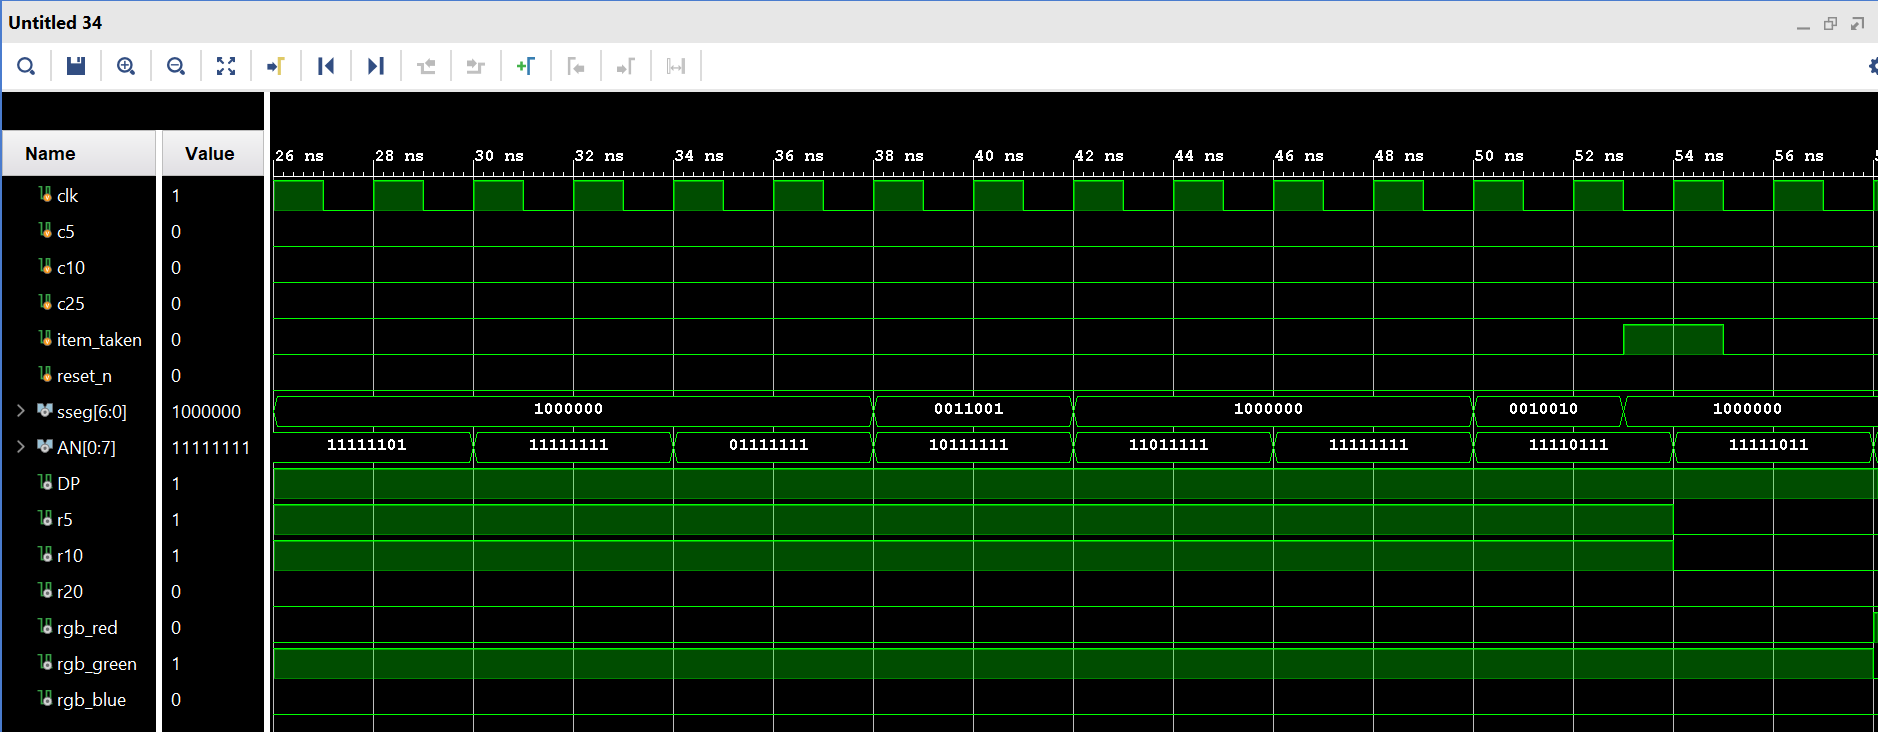 Untitled 34
26 ns 28 ns 30 ns 32 ns 34 ns 36 ns 38 ns 40 ns 42 ns 44 ns 46 ns 48 ns 50 ns 52 ns 54 ns 56 ns
Name Value
clk 1
c5 0
c10 0
c25 0
item_taken 0
reset_n 0
sseg[6:0] 1000000 1000000 0011001 1000000 0010010 1000000
AN[0:7] 11111111 11111101 11111111 01111111 10111111 11011111 11111111 11110111 11111011
DP 1
r5 1
r10 1
r20 0
rgb_red 0
rgb_green 1
rgb_blue 0